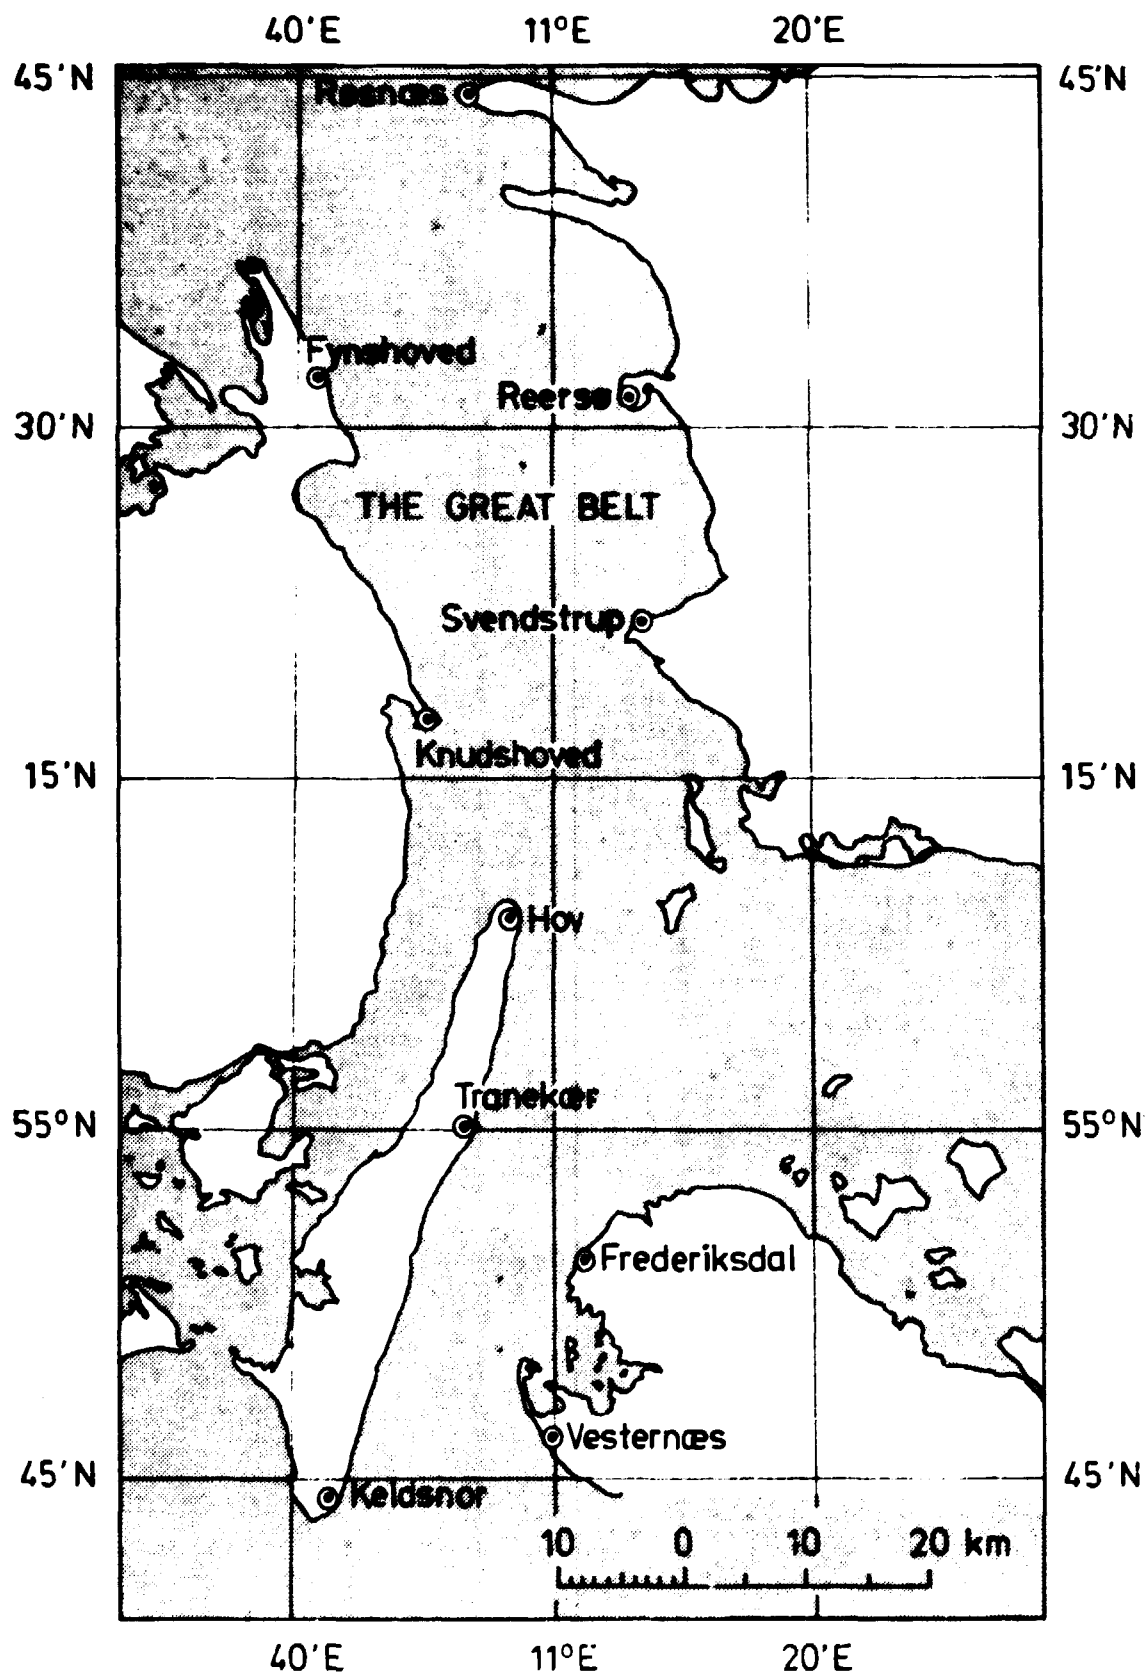 40'E 11°E 20'E
45'N 45'N
Røsnæs
Fynshoved
Reersø
30'N 30'N
THE GREAT BELT
Svendstrup
Knudshoved
15'N 15'N
Hov
Tranekær
55°N 55°N
Frederiksdal
Vesternæs
45'N 45'N
Keldsnor
10 0 10 20 km
40'E 11°E 20'E